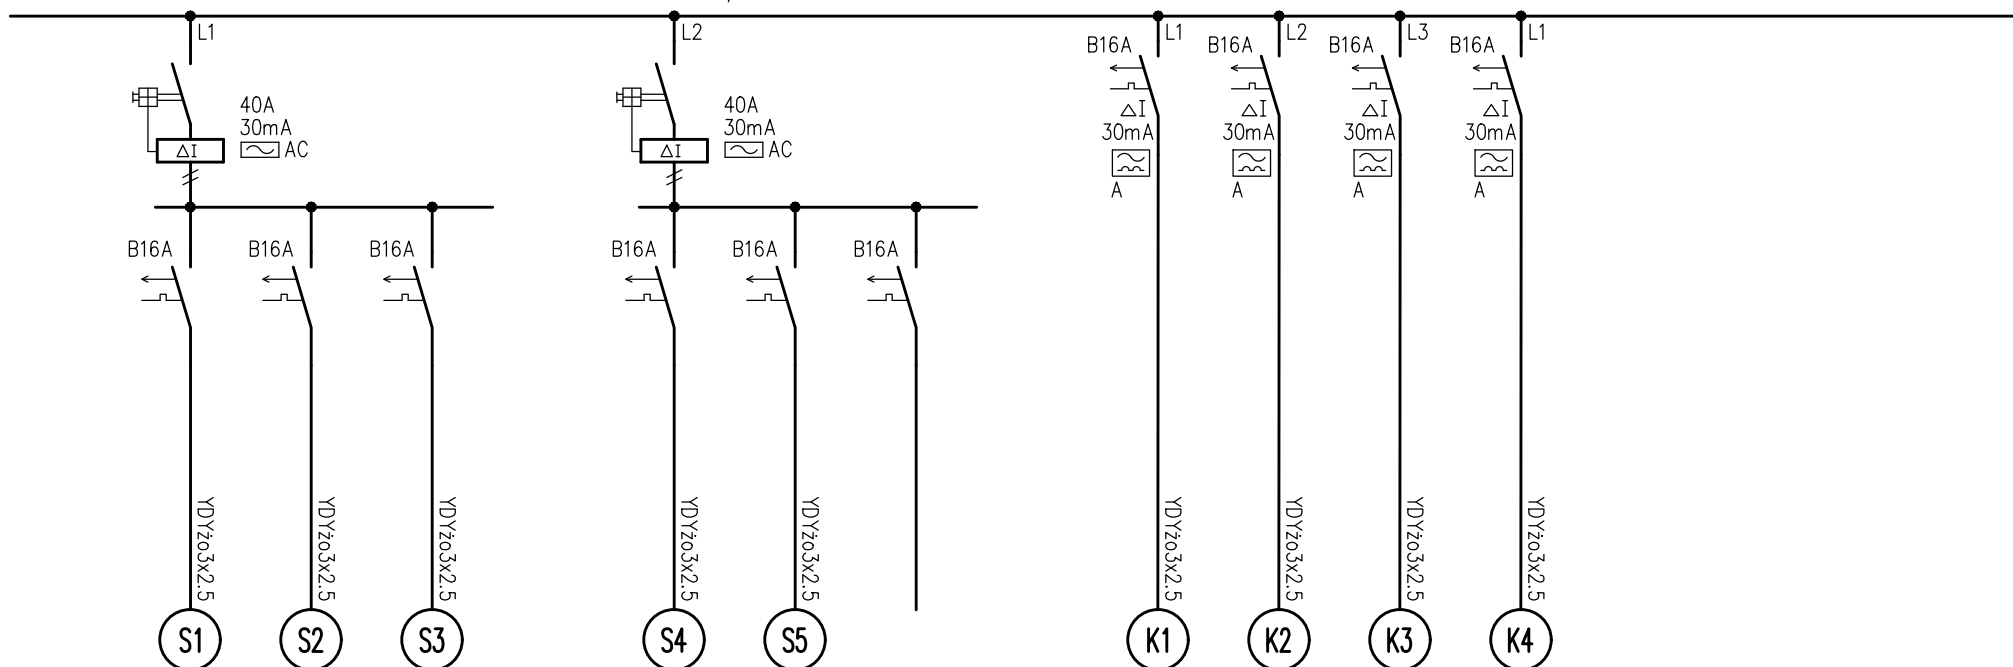 L1
L2
L1
L2
L3
L1
B16A
B16A
B16A
B16A
40A
30mA
AC
ΔI
40A
30mA
AC
ΔI
ΔI
30mA
A
ΔI
30mA
A
ΔI
30mA
A
ΔI
30mA
A
B16A
B16A
B16A
B16A
B16A
B16A
YDYżo3x2.5
YDYżo3x2.5
YDYżo3x2.5
YDYżo3x2.5
YDYżo3x2.5
YDYżo3x2.5
YDYżo3x2.5
YDYżo3x2.5
YDYżo3x2.5
S1
S2
S3
S4
S5
K1
K2
K3
K4